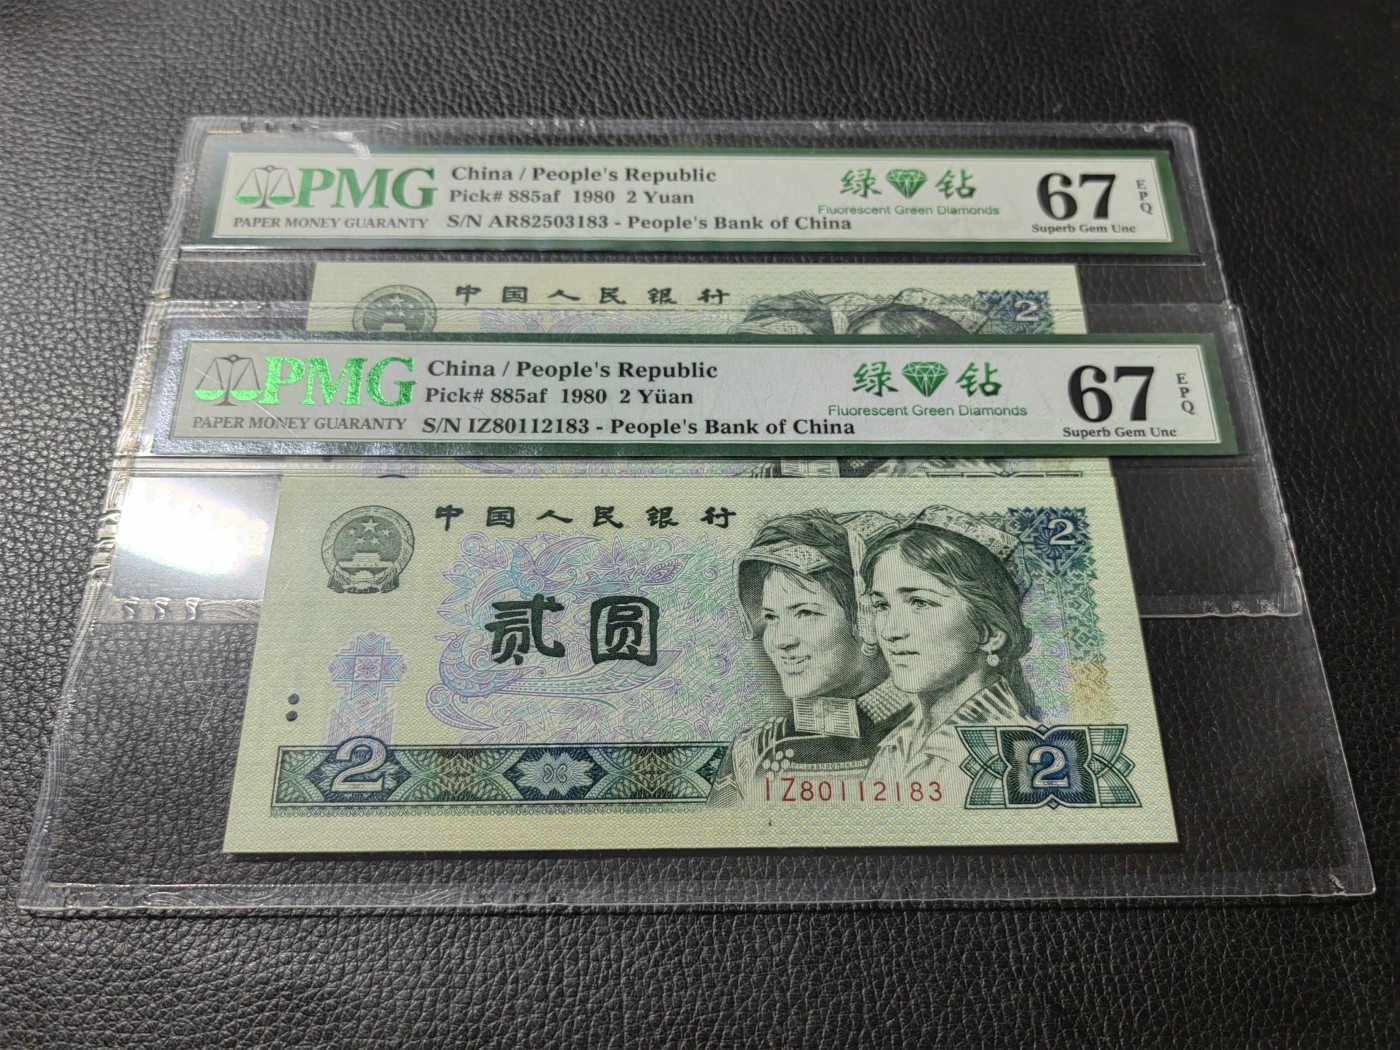 PMG
PAPER MONEY GUARANTY
China / People's Republic
Pick# 885af 1980 2 Yuan
S/N AR82503183 - People's Bank of China
绿 钻
Fluorescent Green Diamonds
67
EPQ
Superb Gem Unc
中国人民银行
2
PMG
PAPER MONEY GUARANTY
China / People's Republic
Pick# 885af 1980 2 Yüan
S/N IZ80112183 - People's Bank of China
绿 钻
Fluorescent Green Diamonds
67
EPQ
Superb Gem Unc
中国人民银行
2
贰圆
2
IZ80112183
2